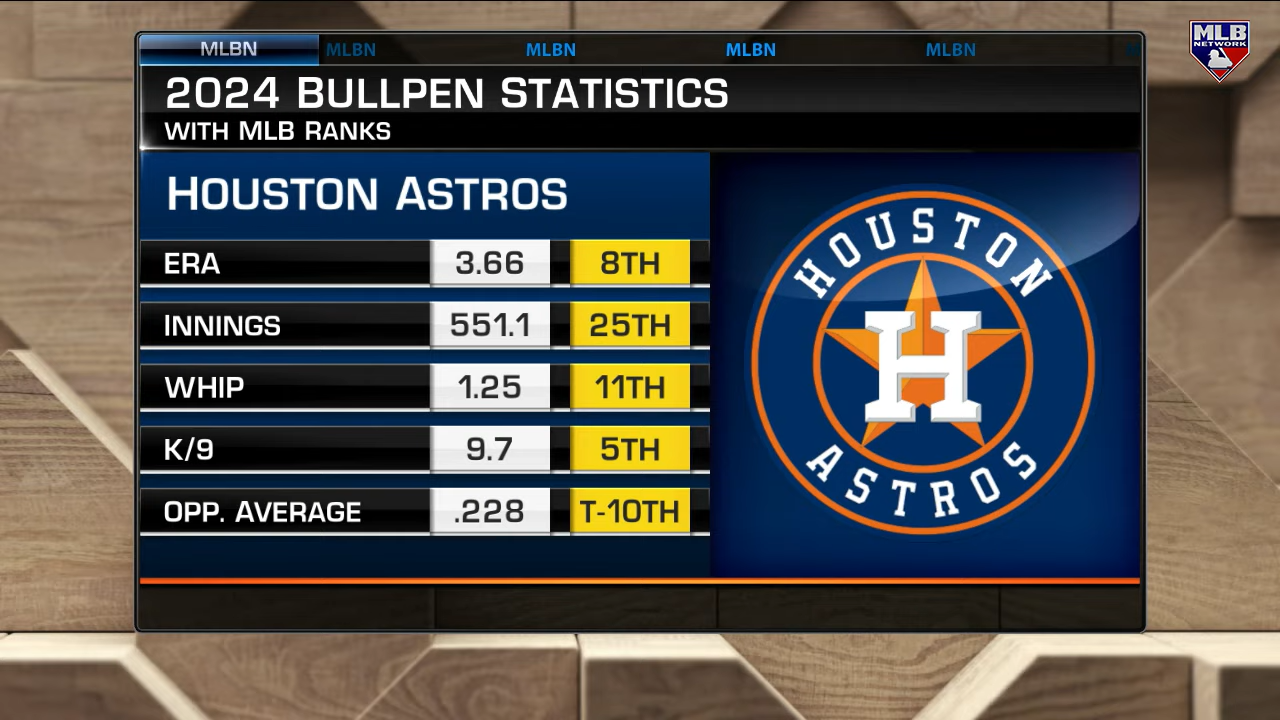 MLBN MLBN MLBN MLBN MLBN
MLB
NETWORK
2024 BULLPEN STATISTICS
WITH MLB RANKS
HOUSTON ASTROS
ERA 3.66 8TH
INNINGS 551.1 25TH
WHIP 1.25 11TH
K/9 9.7 5TH
OPP. AVERAGE .228 T-10TH
HOUSTON
H
ASTROS